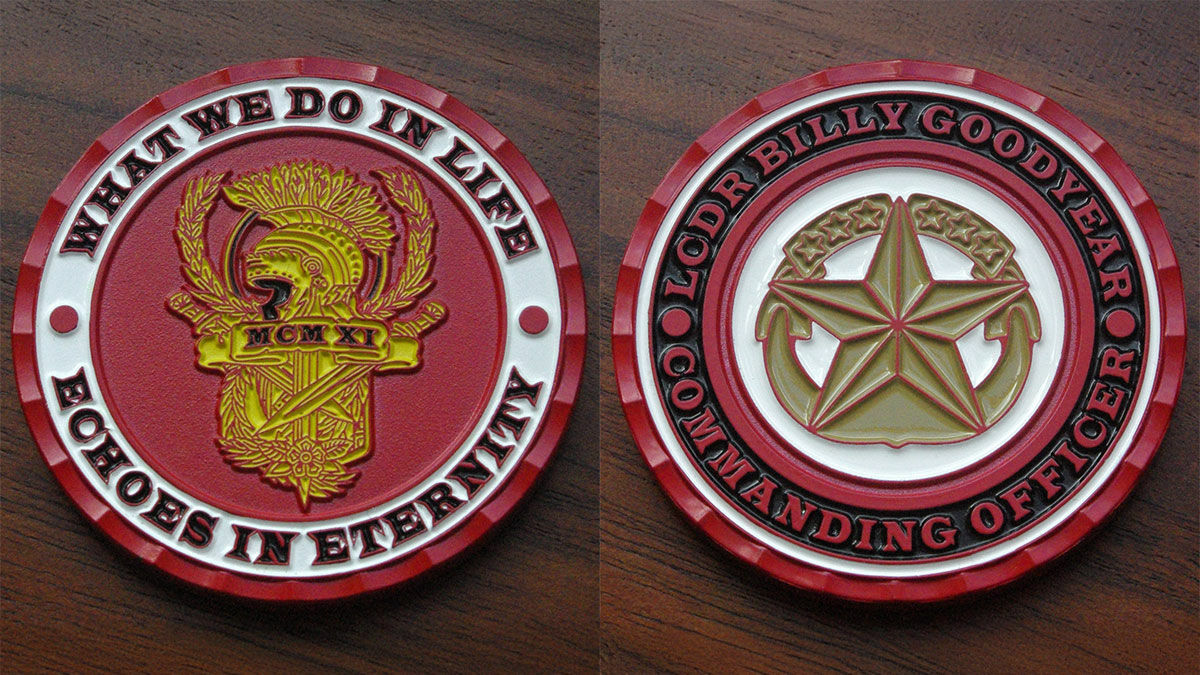 WHAT WE DO IN LIFE
MCMXI
ECHOES IN ETERNITY
LCDR BILLY GOODYEAR
COMMANDING OFFICER